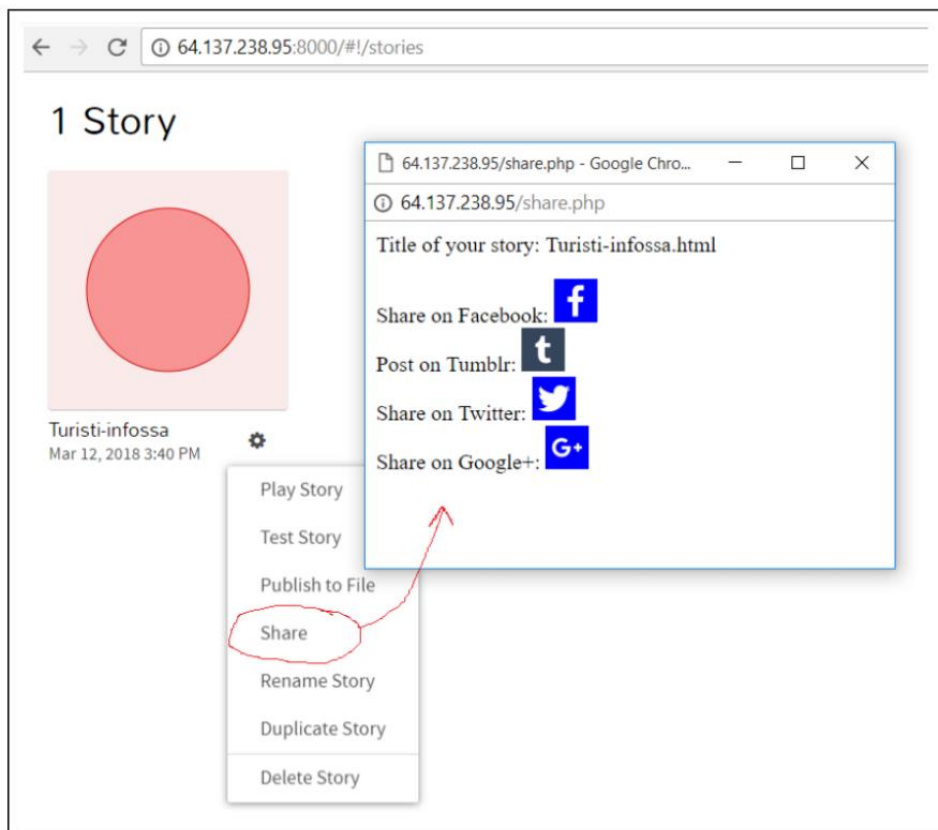 64.137.238.95:8000/#!/stories
1 Story
Turisti-infossa
Mar 12, 2018 3:40 PM
Play Story
Test Story
Publish to File
Share
Rename Story
Duplicate Story
Delete Story
64.137.238.95/share.php - Google Chro...
64.137.238.95/share.php
Title of your story: Turisti-infossa.html
Share on Facebook: f
Post on Tumblr: t
Share on Twitter:
Share on Google+: G+